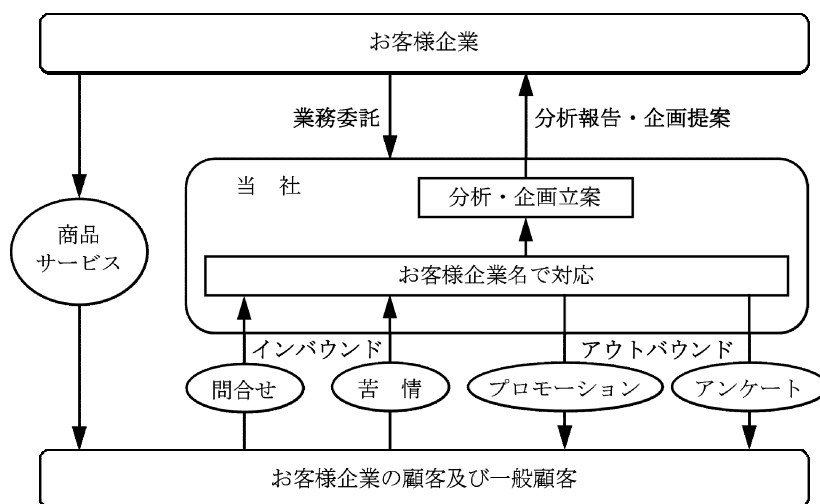 お客様企業
業務委託
分析報告・企画提案
当 社
分析・企画立案
商品
サービス
お客様企業名で対応
インバウンド
アウトバウンド
問合せ
苦 情
プロモーション
アンケート
お客様企業の顧客及び一般顧客